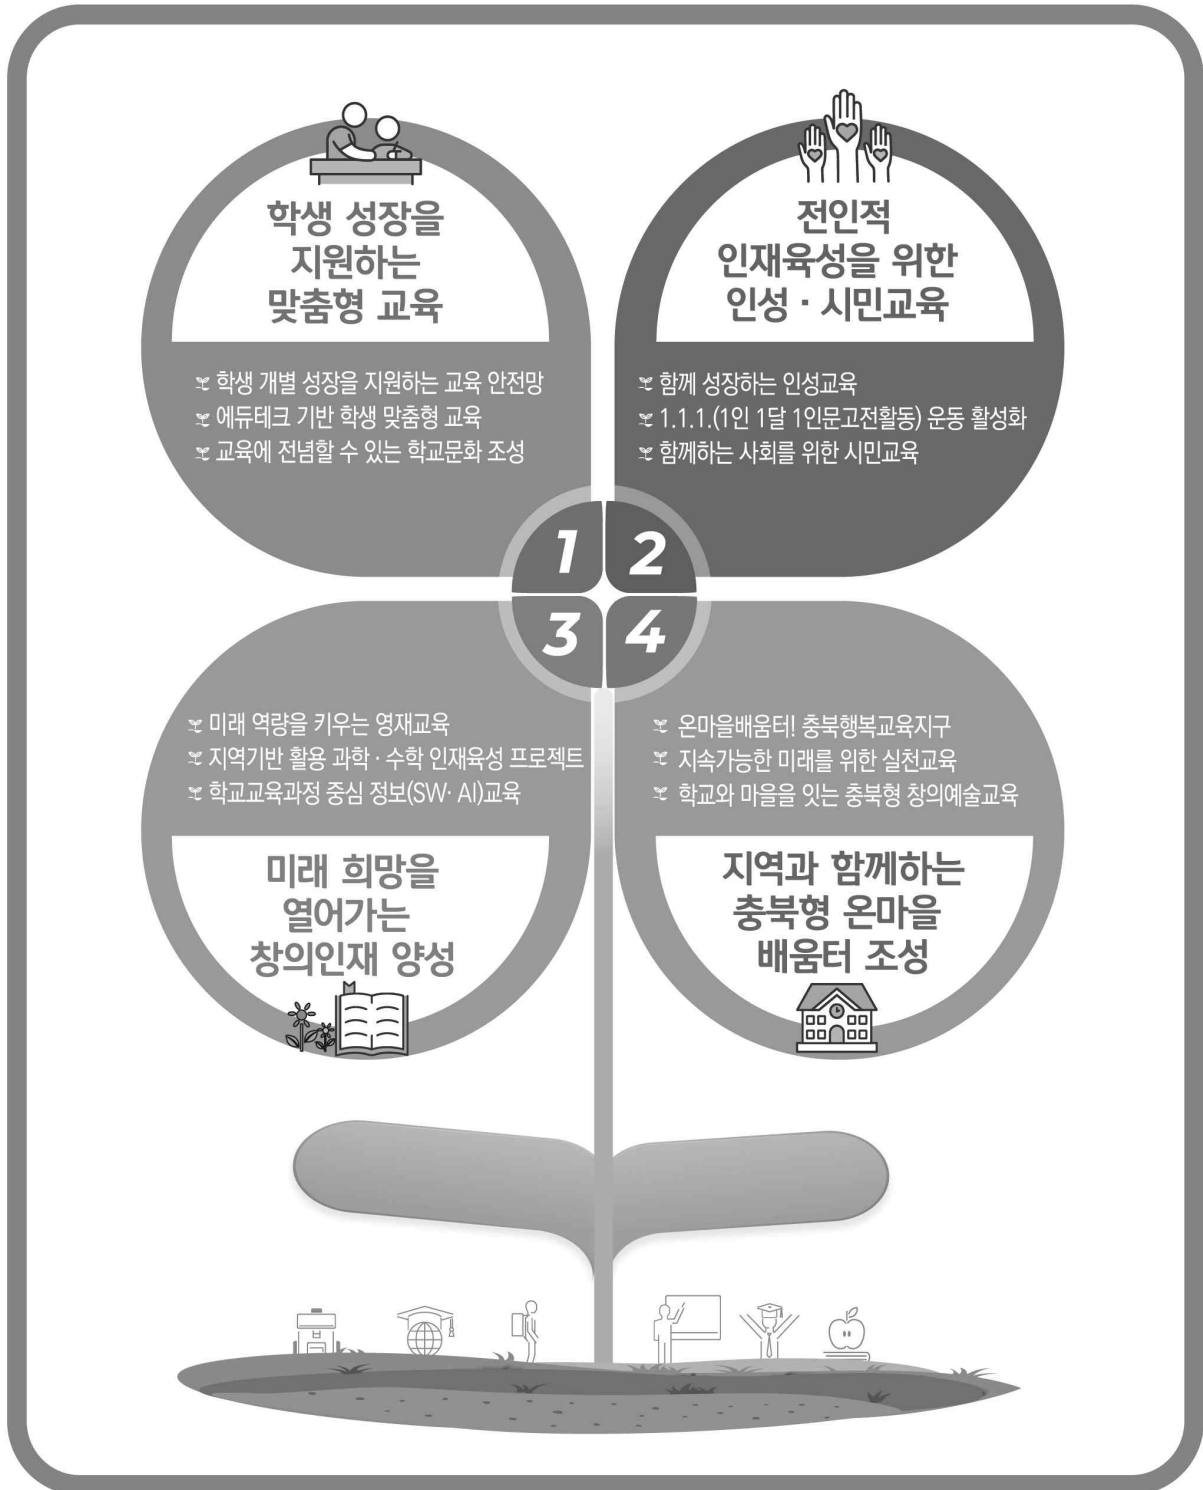 학생 성장을
지원하는
맞춤형 교육
학생 개별 성장을 지원하는 교육 안전망
에듀테크 기반 학생 맞춤형 교육
교육에 전념할 수 있는 학교문화 조성
전인적
인재육성을 위한
인성 · 시민교육
함께 성장하는 인성교육
1.1.1.(1인 1달 1인문고전활동) 운동 활성화
함께하는 사회를 위한 시민교육
1
2
3
4
미래 역량을 키우는 영재교육
지역기반 활용 과학 · 수학 인재육성 프로젝트
학교교육과정 중심 정보(SW· AI)교육
미래 희망을
열어가는
창의인재 양성
온마을배움터! 충북행복교육지구
지속가능한 미래를 위한 실천교육
학교와 마을을 잇는 충북형 창의예술교육
지역과 함께하는
충북형 온마을
배움터 조성